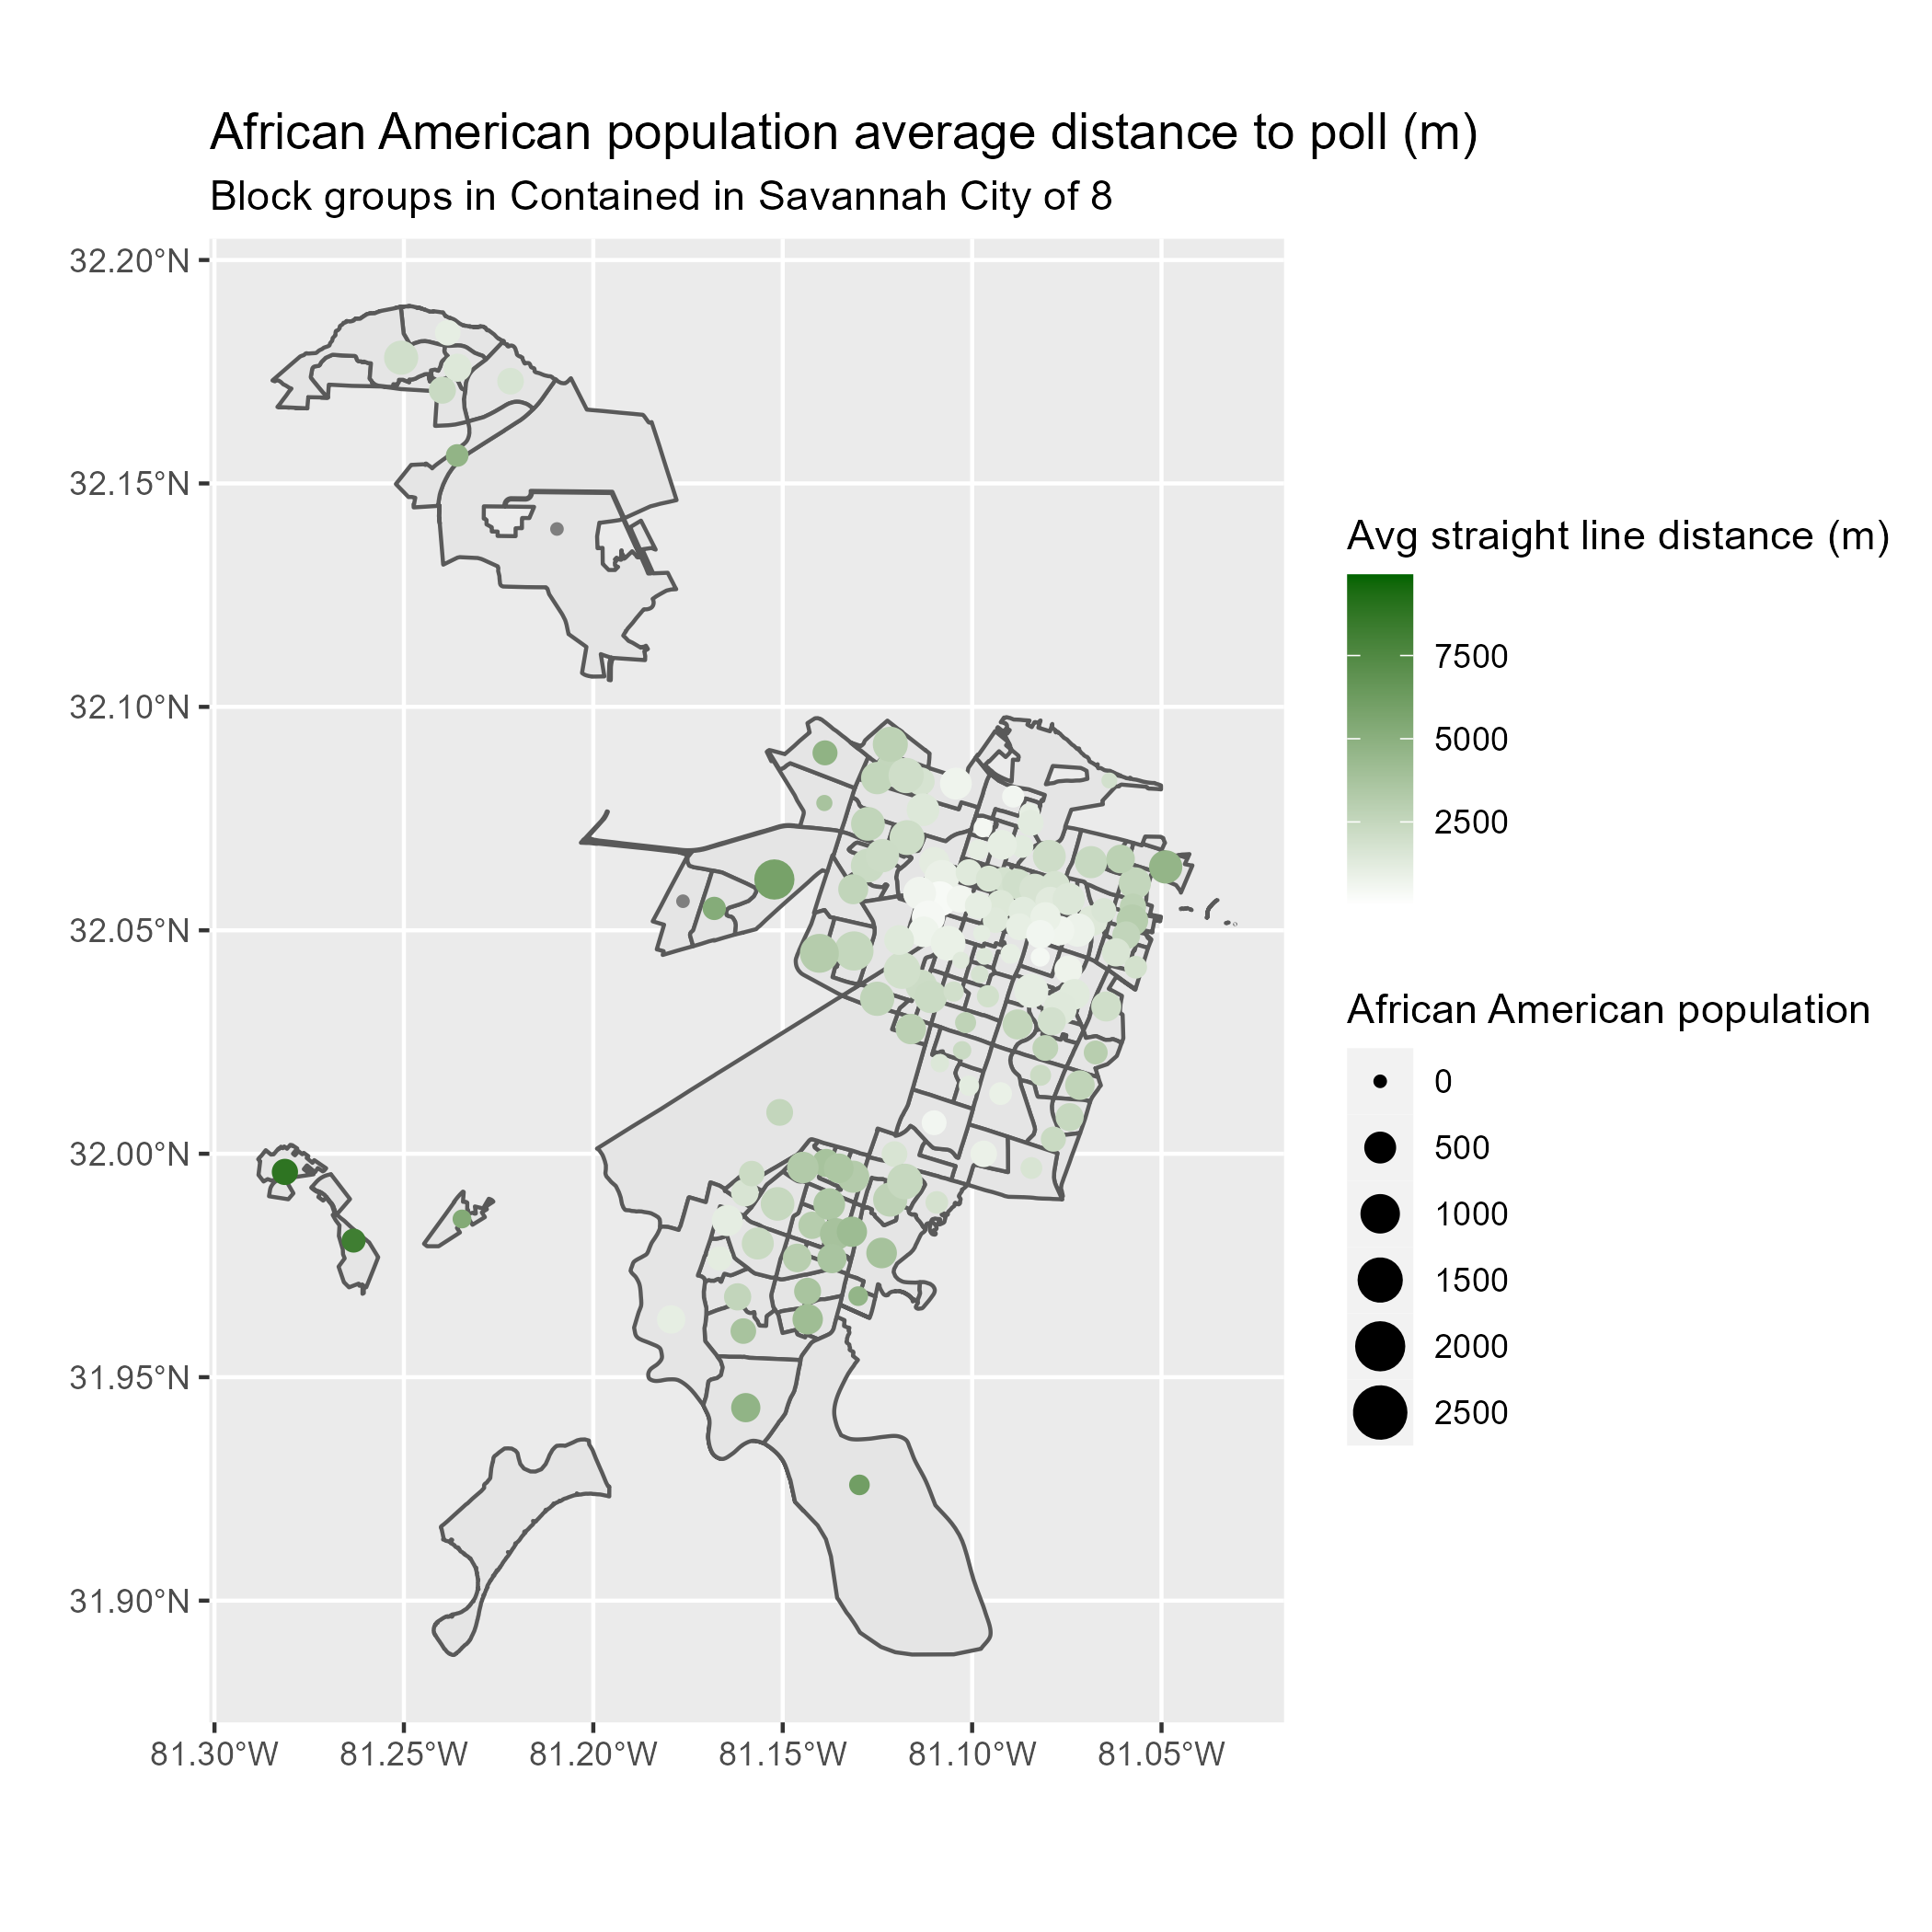 African American population average distance to poll (m)
Block groups in Contained in Savannah City of 8
32.20°N
32.15°N
32.10°N
32.05°N
32.00°N
31.95°N
31.90°N
81.30°W 81.25°W 81.20°W 81.15°W 81.10°W 81.05°W
Avg straight line distance (m)
7500
5000
2500
African American population
0
500
1000
1500
2000
2500